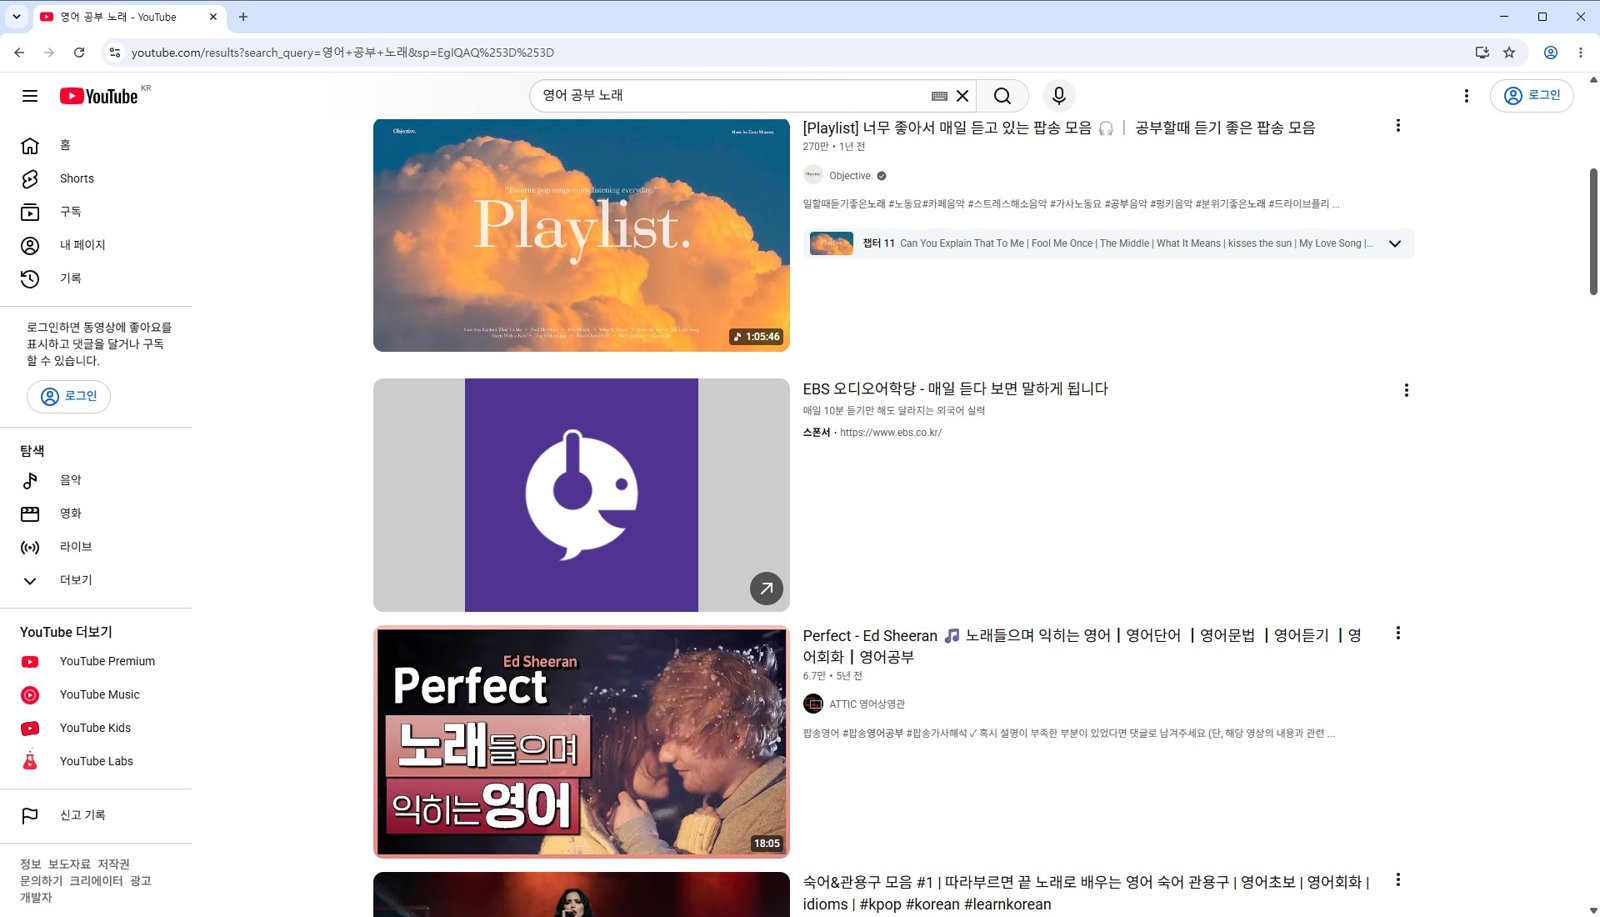 영어 공부 노래 - YouTube
youtube.com/results?search_query=영어+공부+노래&sp=EgIQAQ%253D%253D
YouTube KR
영어 공부 노래
로그인
홈
Shorts
구독
내 페이지
기록
로그인하면 동영상에 좋아요를
표시하고 댓글을 달거나 구독
할 수 있습니다.
로그인
탐색
음악
영화
라이브
더보기
YouTube 더보기
YouTube Premium
YouTube Music
YouTube Kids
YouTube Labs
신고 기록
정보 보도자료 저작권
문의하기 크리에이터 광고
개발자
Objective.
"Favorite pop songs enjoy listening everyday."
Playlist.
1:05:46
[Playlist] 너무 좋아서 매일 듣고 있는 팝송 모음 🎧 | 공부할때 듣기 좋은 팝송 모음
270만 • 1년 전
Objective.
일할때듣기좋은노래 #노동요#카페음악 #스트레스해소음악 #가사노동요 #공부음악 #펑키음악 #분위기좋은노래 #드라이브플리 ...
챕터 11 Can You Explain That To Me | Fool Me Once | The Middle | What It Means | kisses the sun | My Love Song |...
EBS 오디오어학당 - 매일 듣다 보면 말하게 됩니다
매일 10분 듣기만 해도 달라지는 외국어 실력
스폰서 · https://www.ebs.co.kr/
Ed Sheeran
Perfect
노래들으며
익히는영어
18:05
Perfect - Ed Sheeran 🎵 노래들으며 익히는 영어 | 영어단어 | 영어문법 | 영어듣기 | 영
어회화 | 영어공부
6.7만 • 5년 전
ATTIC 영어상영관
팝송영어 #팝송영어공부 #팝송가사해석 ✓ 혹시 설명이 부족한 부분이 있었다면 댓글로 남겨주세요 (단, 해당 영상의 내용과 관련 ...
숙어&관용구 모음 #1 | 따라부르면 끝 노래로 배우는 영어 숙어 관용구 | 영어초보 | 영어회화 |
idioms | #kpop #korean #learnkorean